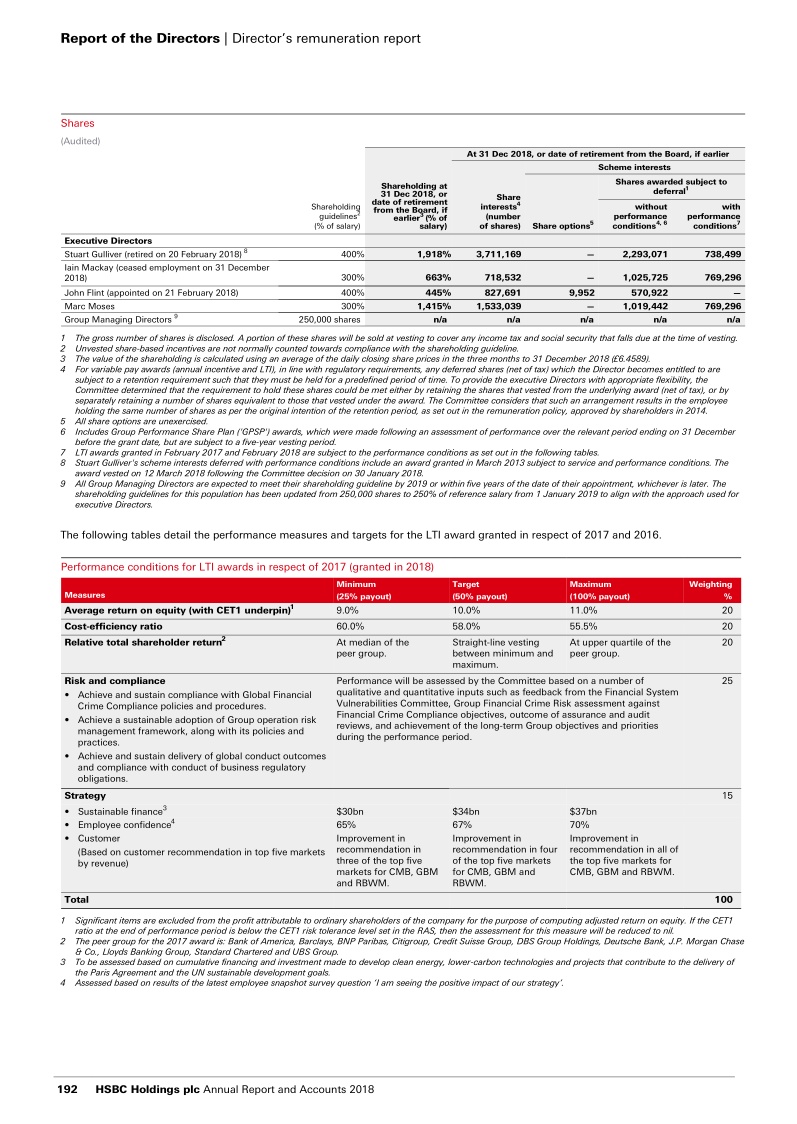 Report of the Directors | Director's remuneration report
Shares
(Audited)
At 31 Dec 2018, or date of retirement from the Board, if earlier
Scheme interests
Shareholding guidelines2 (% of salary)
Shareholding at 31 Dec 2018, or date of retirement from the Board, if earlier3 (% of salary)
Share interests4 (number of shares)
Share options5
Shares awarded subject to deferral1
without performance conditions4, 6
with performance conditions7
Executive Directors
Stuart Gulliver (retired on 20 February 2018) 8 400% 1,918% 3,711,169 — 2,293,071 738,499
Iain Mackay (ceased employment on 31 December
2018) 300% 663% 718,532 — 1,025,725 769,296
John Flint (appointed on 21 February 2018) 400% 445% 827,691 9,952 570,922 —
Marc Moses 300% 1,415% 1,533,039 — 1,019,442 769,296
Group Managing Directors 9 250,000 shares n/a n/a n/a n/a n/a
1 The gross number of shares is disclosed. A portion of these shares will be sold at vesting to cover any income tax and social security that falls due at the time of vesting.
2 Unvested share-based incentives are not normally counted towards compliance with the shareholding guideline.
3 The value of the shareholding is calculated using an average of the daily closing share prices in the three months to 31 December 2018 (£6.4589).
4 For variable pay awards (annual incentive and LTI), in line with regulatory requirements, any deferred shares (net of tax) which the Director becomes entitled to are
subject to a retention requirement such that they must be held for a predefined period of time. To provide the executive Directors with appropriate flexibility, the
Committee determined that the requirement to hold these shares could be met either by retaining the shares that vested from the underlying award (net of tax), or by
separately retaining a number of shares equivalent to those that vested under the award. The Committee considers that such an arrangement results in the employee
holding the same number of shares as per the original intention of the retention period, as set out in the remuneration policy, approved by shareholders in 2014.
5 All share options are unexercised.
6 Includes Group Performance Share Plan ('GPSP') awards, which were made following an assessment of performance over the relevant period ending on 31 December
before the grant date, but are subject to a five-year vesting period.
7 LTI awards granted in February 2017 and February 2018 are subject to the performance conditions as set out in the following tables.
8 Stuart Gulliver's scheme interests deferred with performance conditions include an award granted in March 2013 subject to service and performance conditions. The
award vested on 12 March 2018 following the Committee decision on 30 January 2018.
9 All Group Managing Directors are expected to meet their shareholding guideline by 2019 or within five years of the date of their appointment, whichever is later. The
shareholding guidelines for this population has been updated from 250,000 shares to 250% of reference salary from 1 January 2019 to align with the approach used for
executive Directors.
The following tables detail the performance measures and targets for the LTI award granted in respect of 2017 and 2016.
Performance conditions for LTI awards in respect of 2017 (granted in 2018)
Minimum Target Maximum Weighting
Measures (25% payout) (50% payout) (100% payout) %
Average return on equity (with CET1 underpin)1 9.0% 10.0% 11.0% 20
Cost-efficiency ratio 60.0% 58.0% 55.5% 20
Relative total shareholder return2 At median of the peer group. Straight-line vesting between minimum and maximum. At upper quartile of the peer group. 20
Risk and compliance
• Achieve and sustain compliance with Global Financial
Crime Compliance policies and procedures.
• Achieve a sustainable adoption of Group operation risk
management framework, along with its policies and
practices.
• Achieve and sustain delivery of global conduct outcomes
and compliance with conduct of business regulatory
obligations.
Performance will be assessed by the Committee based on a number of
qualitative and quantitative inputs such as feedback from the Financial System
Vulnerabilities Committee, Group Financial Crime Risk assessment against
Financial Crime Compliance objectives, outcome of assurance and audit
reviews, and achievement of the long-term Group objectives and priorities
during the performance period.
25
Strategy 15
• Sustainable finance3 $30bn $34bn $37bn
• Employee confidence4 65% 67% 70%
• Customer
(Based on customer recommendation in top five markets
by revenue)
Improvement in
recommendation in
three of the top five
markets for CMB, GBM
and RBWM.
Improvement in
recommendation in four
of the top five markets
for CMB, GBM and
RBWM.
Improvement in
recommendation in all of
the top five markets for
CMB, GBM and RBWM.
Total 100
1 Significant items are excluded from the profit attributable to ordinary shareholders of the company for the purpose of computing adjusted return on equity. If the CET1
ratio at the end of performance period is below the CET1 risk tolerance level set in the RAS, then the assessment for this measure will be reduced to nil.
2 The peer group for the 2017 award is: Bank of America, Barclays, BNP Paribas, Citigroup, Credit Suisse Group, DBS Group Holdings, Deutsche Bank, J.P. Morgan Chase
& Co., Lloyds Banking Group, Standard Chartered and UBS Group.
3 To be assessed based on cumulative financing and investment made to develop clean energy, lower-carbon technologies and projects that contribute to the delivery of
the Paris Agreement and the UN sustainable development goals.
4 Assessed based on results of the latest employee snapshot survey question 'I am seeing the positive impact of our strategy'.
192 HSBC Holdings plc Annual Report and Accounts 2018